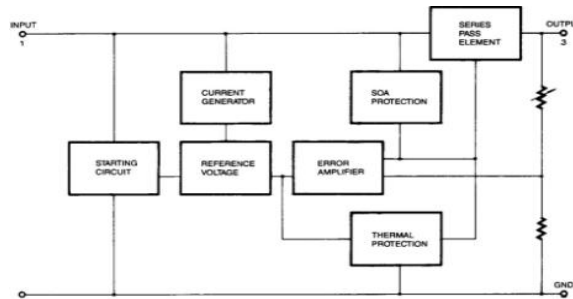 INPUT
1
SERIES
PASS
ELEMENT
OUTPUT
3
CURRENT
GENERATOR
SOA
PROTECTION
STARTING
CIRCUIT
REFERENCE
VOLTAGE
ERROR
AMPLIFIER
THERMAL
PROTECTION
GND